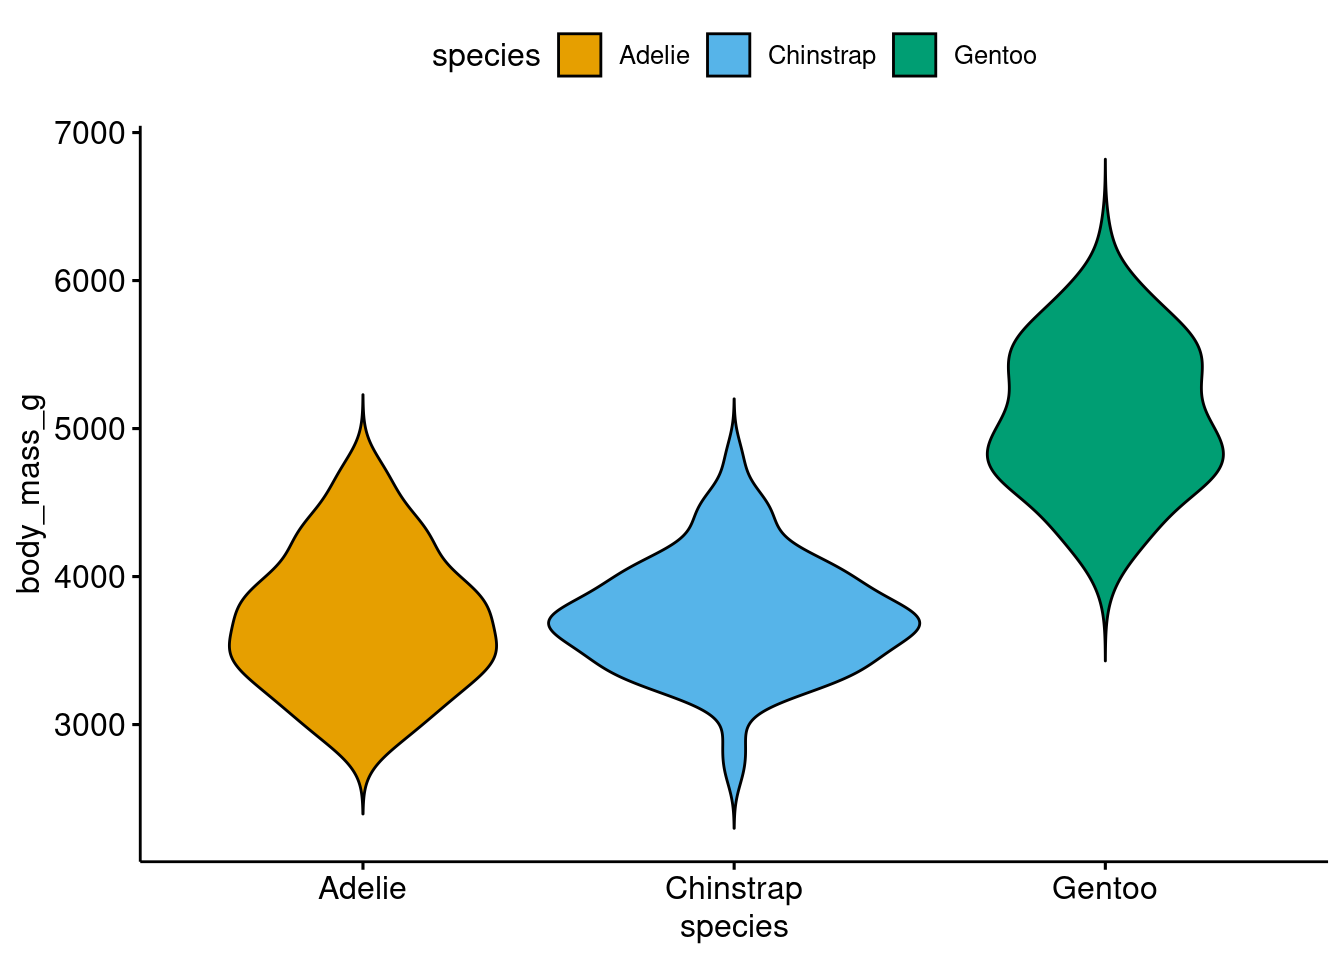 species Adelie Chinstrap Gentoo
7000
6000
5000
4000
3000
body_mass_g
Adelie Chinstrap Gentoo
species